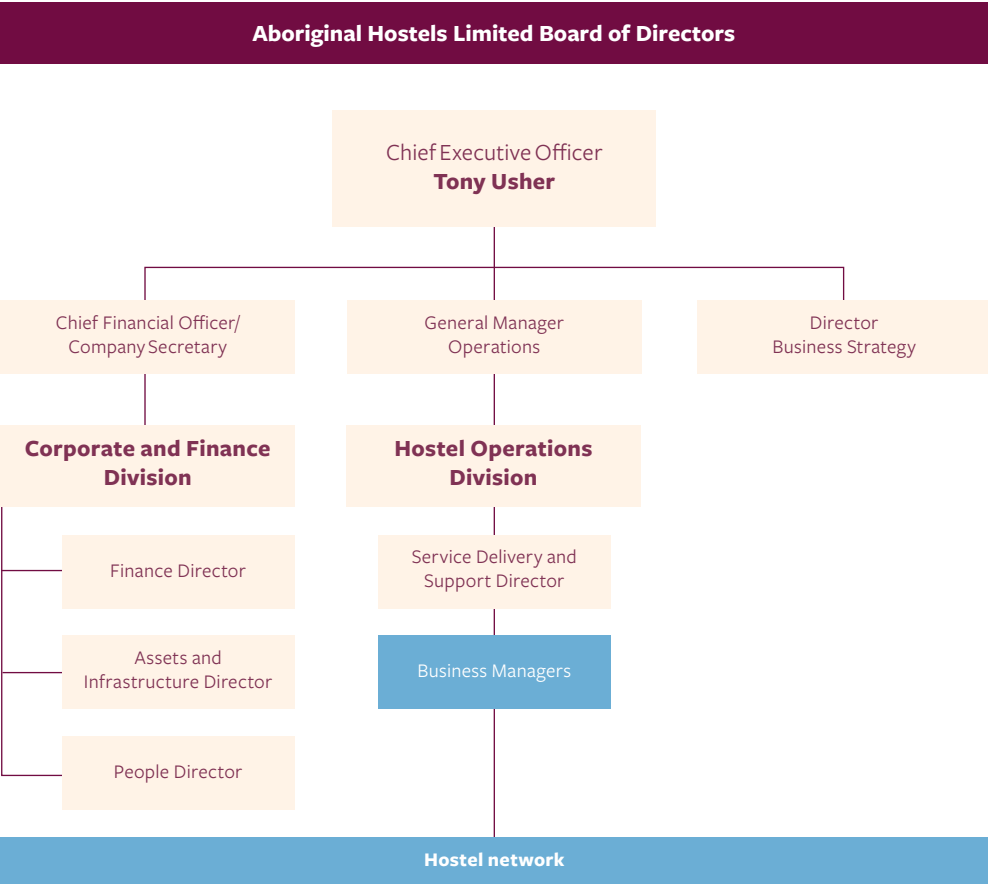 Aboriginal Hostels Limited Board of Directors
Chief Executive Officer
Tony Usher
Chief Financial Officer/
Company Secretary
General Manager
Operations
Director
Business Strategy
Corporate and Finance
Division
Hostel Operations
Division
Finance Director
Service Delivery and
Support Director
Assets and
Infrastructure Director
Business Managers
People Director
Hostel network